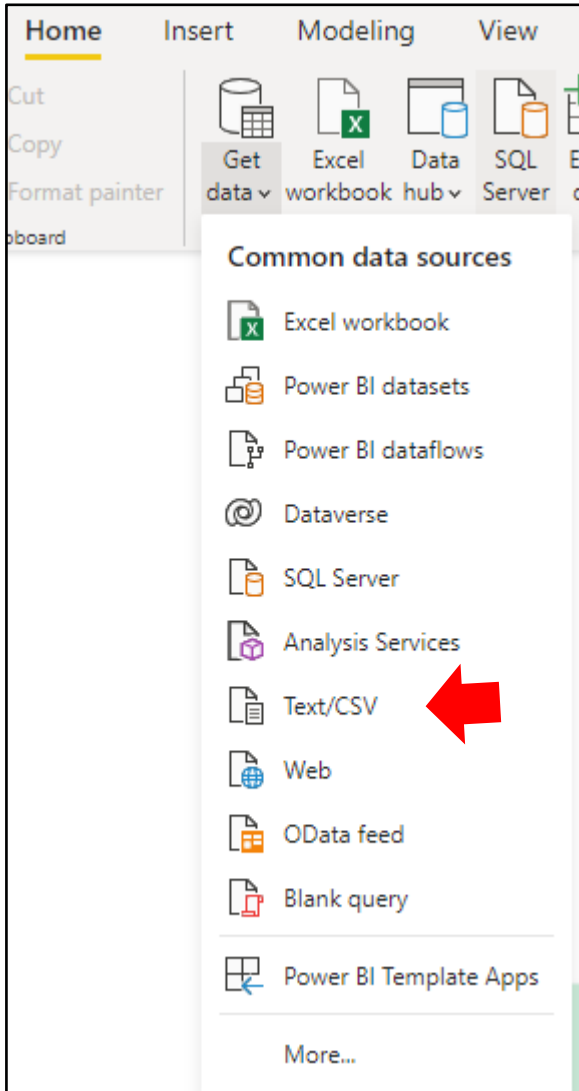 Home Insert Modeling View
Cut
Copy
Format painter
Get data
Excel workbook
Data hub
SQL Server
Common data sources
Excel workbook
Power BI datasets
Power BI dataflows
Dataverse
SQL Server
Analysis Services
Text/CSV
Web
OData feed
Blank query
Power BI Template Apps
More...